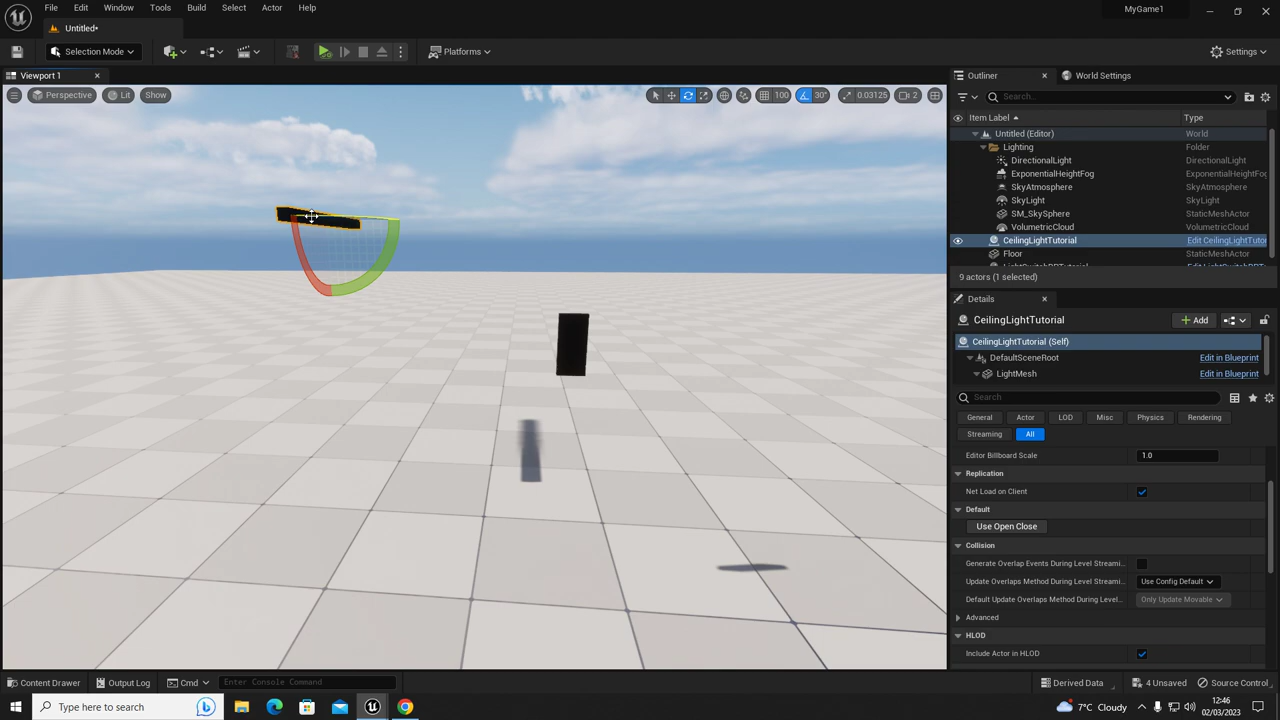 File Edit Window Tools Build Select Actor Help
MyGame1
Untitled*
Selection Mode
Platforms
Settings
Viewport 1
Outliner
World Settings
Perspective
Lit
Show
100
30°
0.03125
2
Search...
Item Label
Type
Untitled (Editor) World
Lighting Folder
DirectionalLight DirectionalLight
ExponentialHeightFog ExponentialHeightFog
SkyAtmosphere SkyAtmosphere
SkyLight SkyLight
SM_SkySphere StaticMeshActor
VolumetricCloud VolumetricCloud
CeilingLightTutorial Edit CeilingLightTutor
Floor StaticMeshActor
9 actors (1 selected)
Details
CeilingLightTutorial
Add
CeilingLightTutorial (Self)
DefaultSceneRoot Edit in Blueprint
LightMesh Edit in Blueprint
Search
General Actor LOD Misc Physics Rendering
Streaming All
Editor Billboard Scale 1.0
Replication
Net Load on Client
Default
Use Open Close
Collision
Generate Overlap Events During Level Streami...
Update Overlaps Method During Level Streami... Use Config Default
Default Update Overlaps Method During Level... Only Update Movable
Advanced
HLOD
Include Actor in HLOD
Content Drawer
Output Log
Cmd
Enter Console Command
Derived Data
4 Unsaved
Source Control
Type here to search
7°C Cloudy
12:46
02/03/2023